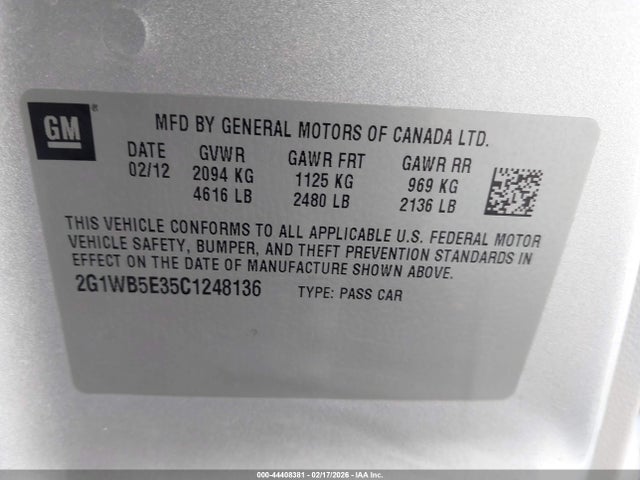 GM®
MFD BY GENERAL MOTORS OF CANADA LTD.
DATE GVWR GAWR FRT GAWR RR
02/12 2094 KG 1125 KG 969 KG
4616 LB 2480 LB 2136 LB
THIS VEHICLE CONFORMS TO ALL APPLICABLE U.S. FEDERAL MOTOR
VEHICLE SAFETY, BUMPER, AND THEFT PREVENTION STANDARDS IN
EFFECT ON THE DATE OF MANUFACTURE SHOWN ABOVE.
2G1WB5E35C1248136 TYPE: PASS CAR
000-44408381 - 02/17/2026 - IAA Inc.